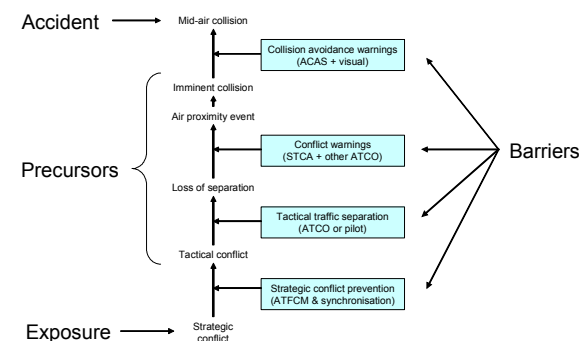 Accident
Mid-air collision
Collision avoidance warnings
(ACAS + visual)
Imminent collision
Air proximity event
Conflict warnings
(STCA + other ATCO)
Barriers
Precursors
Loss of separation
Tactical traffic separation
(ATCO or pilot)
Tactical conflict
Strategic conflict prevention
(ATFCM & synchronisation)
Exposure
Strategic
conflict